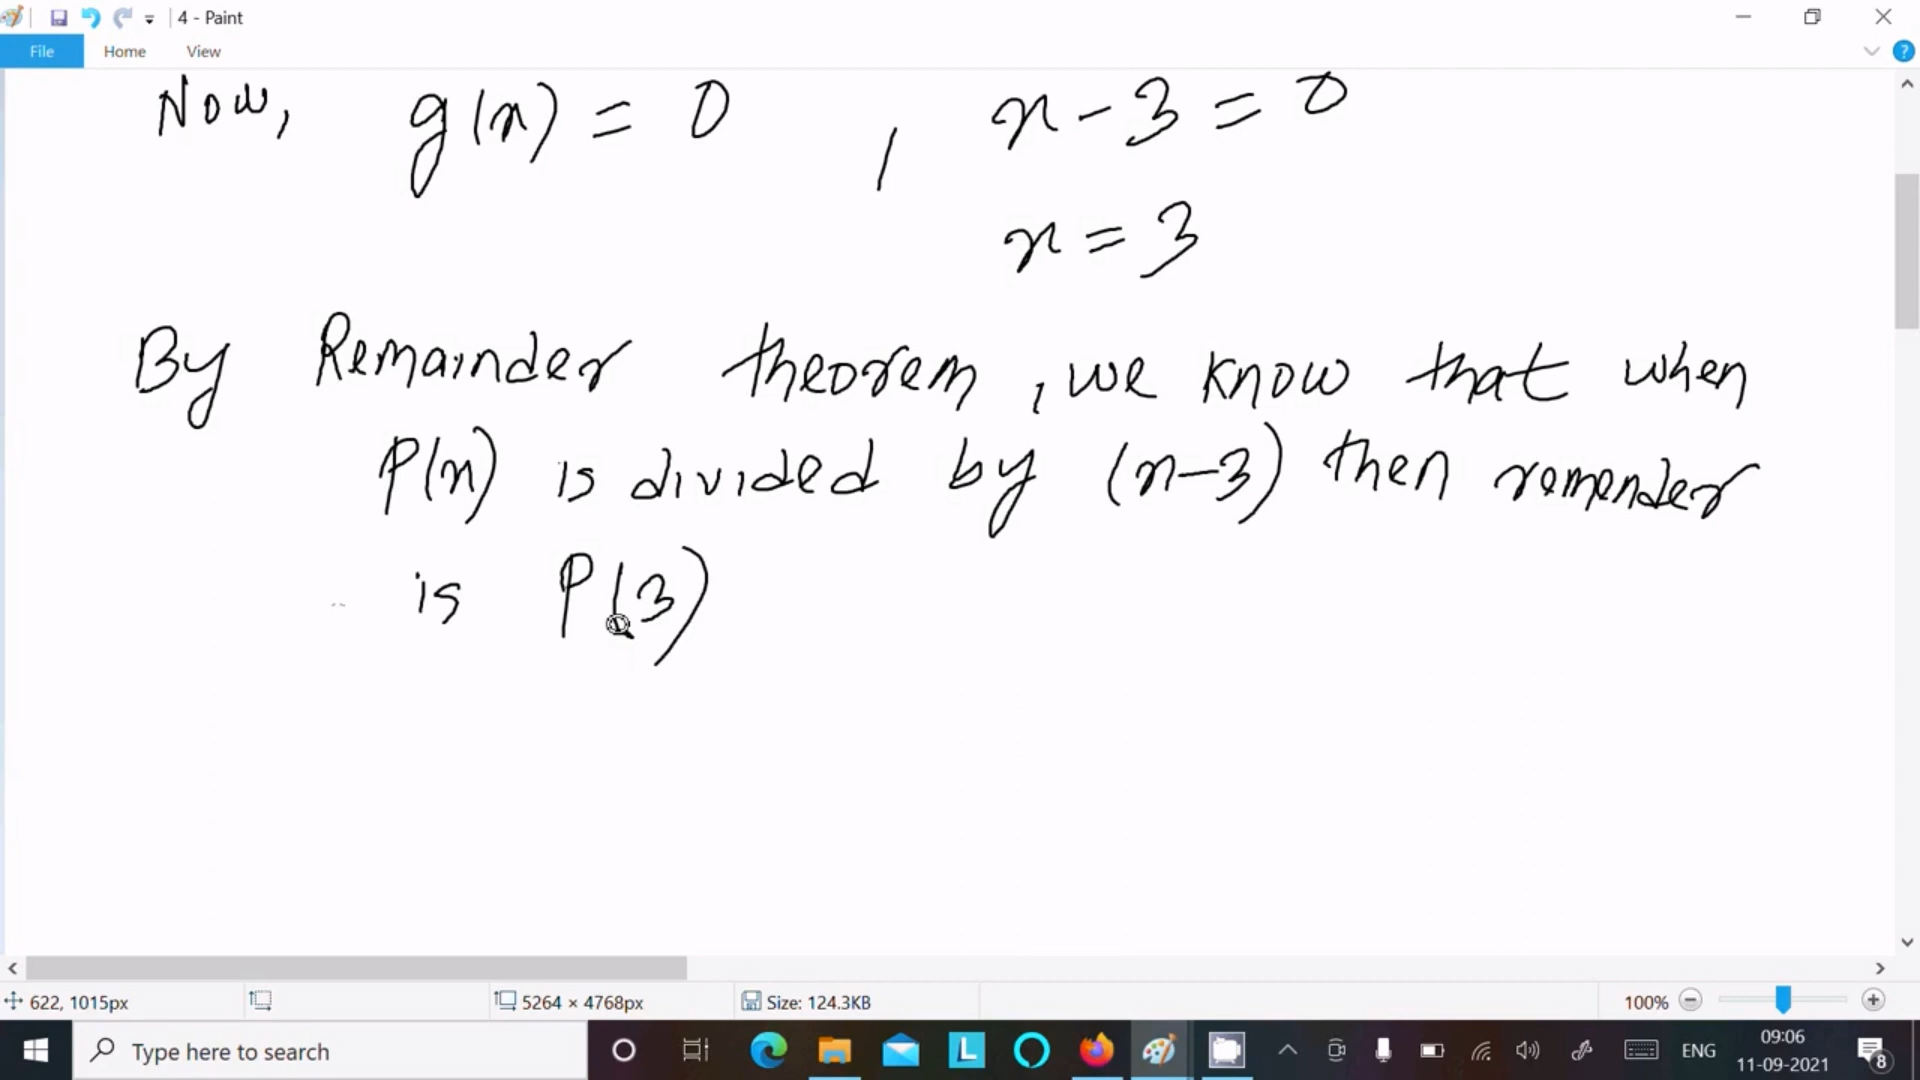 4 - Paint
File Home View
Now, g(x) = 0 , x - 3 = 0
x = 3
By Remainder theorem, we know that when
P(x) is divided by (x-3) then remender
is P(3)
622, 1015px 5264 × 4768px Size: 124.3KB 100%
Type here to search L ENG 09:06
11-09-2021 8